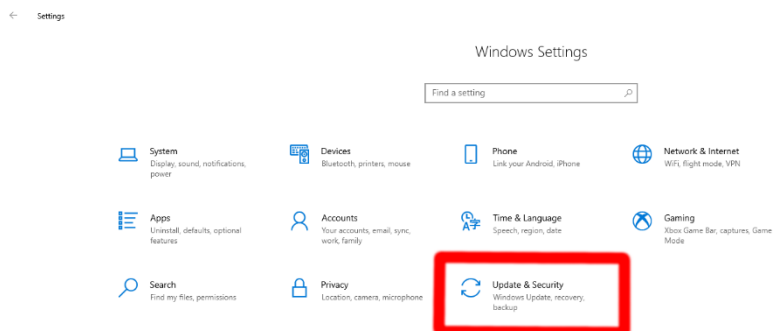 Settings
Windows Settings
Find a setting
System
Display, sound, notifications,
power
Devices
Bluetooth, printers, mouse
Phone
Link your Android, iPhone
Network & Internet
WiFi, flight mode, VPN
Apps
Uninstall, defaults, optional
features
Accounts
Your accounts, email, sync,
work, family
Time & Language
Speech, region, date
Gaming
Xbox Game Bar, captures, Game
Mode
Search
Find my files, permissions
Privacy
Location, camera, microphone
Update & Security
Windows Update, recovery,
backup